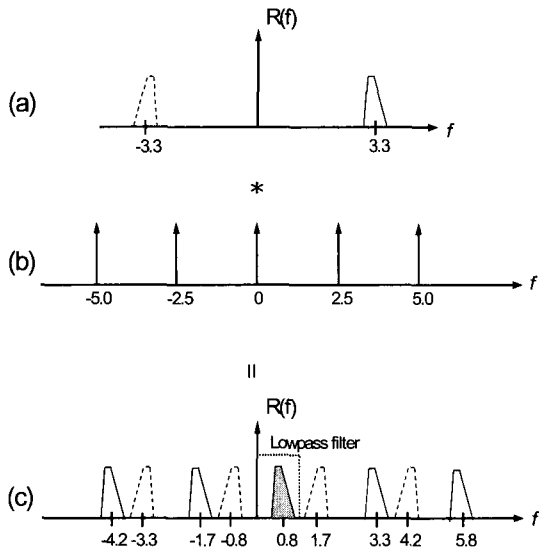 R(f)
(a)
-3.3 3.3 f
*
(b)
-5.0 -2.5 0 2.5 5.0 f
=
R(f)
Lowpass filter
(c)
-4.2 -3.3 -1.7 -0.8 0.8 1.7 3.3 4.2 5.8 f